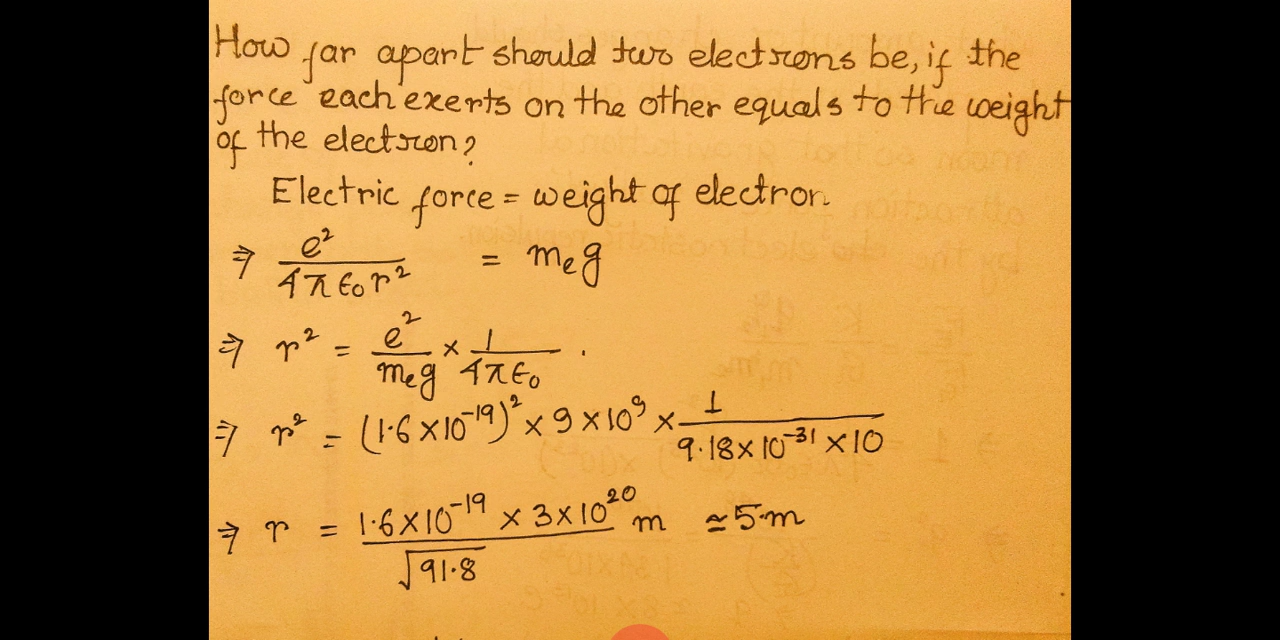 How far apart should two electrons be, if the
force each exerts on the other equals to the weight
of the electron?
Electric force = weight of electron
⇒ e² / 4πε₀r² = mₑg
⇒ r² = e² / mₑg × 1 / 4πε₀ .
⇒ r² = (1.6×10⁻¹⁹)² × 9×10⁹ × 1 / 9.18×10⁻³¹×10
⇒ r = 1.6×10⁻¹⁹ × 3×10²⁰ / √91.8 m ≃ 5 m